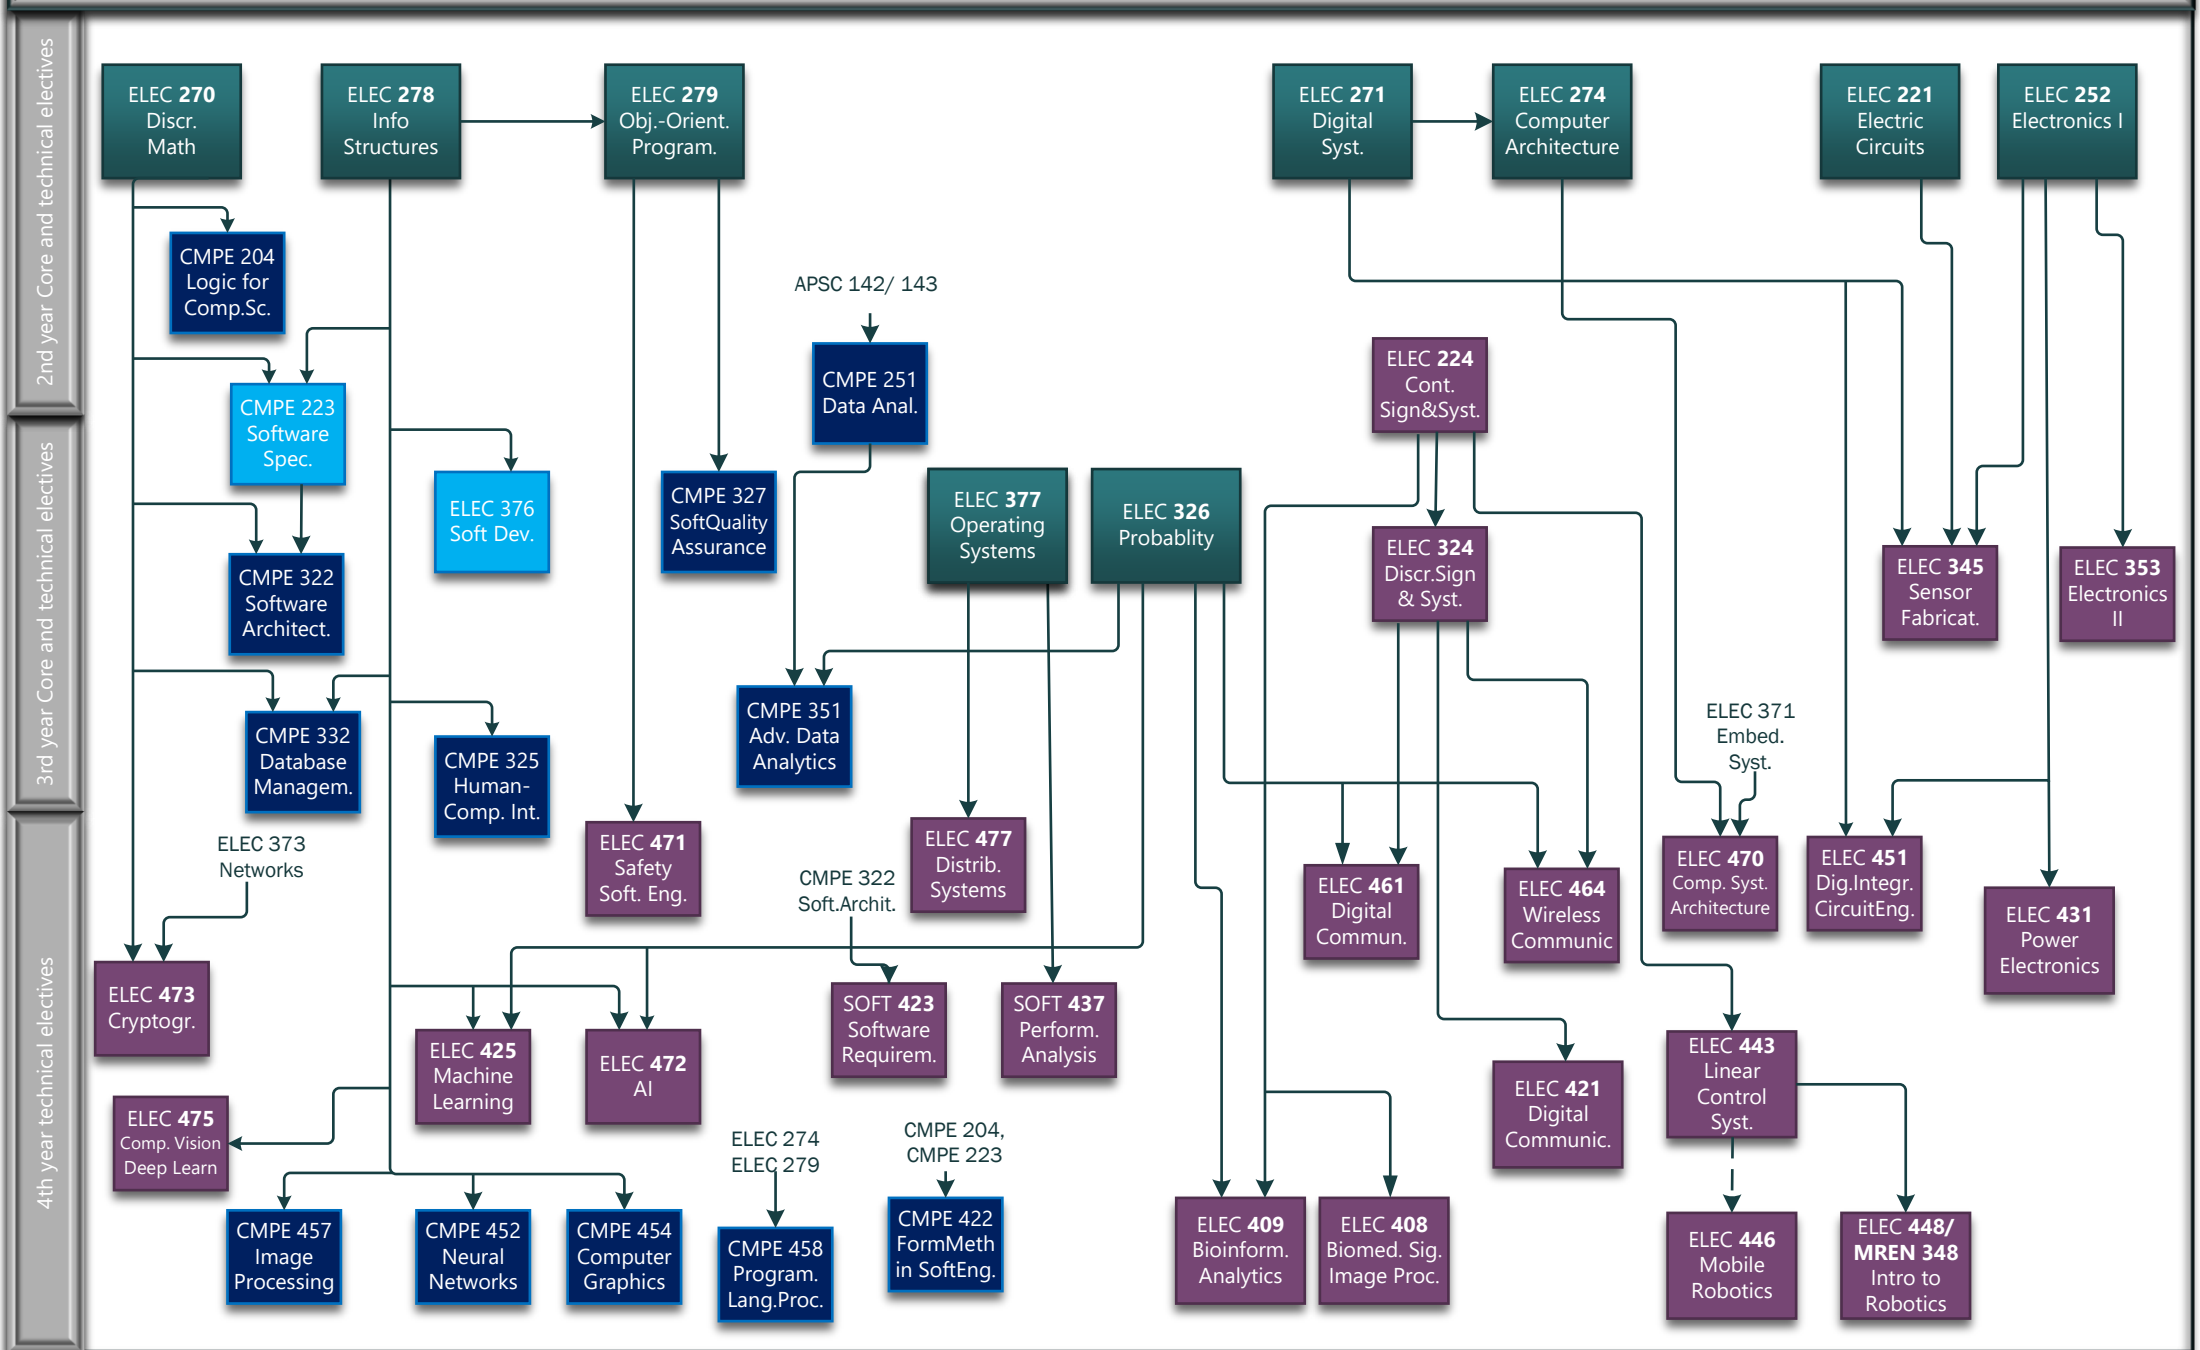 2nd year Core and technical electives
3rd year Core and technical electives
4th year technical electives
ELEC 270
Discr.
Math
ELEC 278
Info
Structures
ELEC 279
Obj.-Orient.
Program.
ELEC 271
Digital
Syst.
ELEC 274
Computer
Architecture
ELEC 221
Electric
Circuits
ELEC 252
Electronics I
CMPE 204
Logic for
Comp.Sc.
APSC 142/ 143
CMPE 251
Data Anal.
ELEC 224
Cont.
Sign&Syst.
CMPE 223
Software
Spec.
ELEC 376
Soft Dev.
CMPE 327
SoftQuality
Assurance
ELEC 377
Operating
Systems
ELEC 326
Probablity
ELEC 324
Discr.Sign
& Syst.
ELEC 345
Sensor
Fabricat.
ELEC 353
Electronics
II
CMPE 322
Software
Architect.
CMPE 332
Database
Managem.
CMPE 325
Human-
Comp. Int.
CMPE 351
Adv. Data
Analytics
ELEC 371
Embed.
Syst.
ELEC 373
Networks
ELEC 471
Safety
Soft. Eng.
CMPE 322
Soft.Archit.
ELEC 477
Distrib.
Systems
ELEC 461
Digital
Commun.
ELEC 464
Wireless
Communic
ELEC 470
Comp. Syst.
Architecture
ELEC 451
Dig.Integr.
CircuitEng.
ELEC 431
Power
Electronics
ELEC 473
Cryptogr.
ELEC 425
Machine
Learning
ELEC 472
AI
SOFT 423
Software
Requirem.
SOFT 437
Perform.
Analysis
ELEC 421
Digital
Communic.
ELEC 443
Linear
Control
Syst.
ELEC 475
Comp. Vision
Deep Learn
ELEC 274
ELEC 279
CMPE 204,
CMPE 223
CMPE 457
Image
Processing
CMPE 452
Neural
Networks
CMPE 454
Computer
Graphics
CMPE 458
Program.
Lang.Proc.
CMPE 422
FormMeth
in SoftEng.
ELEC 409
Bioinform.
Analytics
ELEC 408
Biomed. Sig.
Image Proc.
ELEC 446
Mobile
Robotics
ELEC 448/
MREN 348
Intro to
Robotics